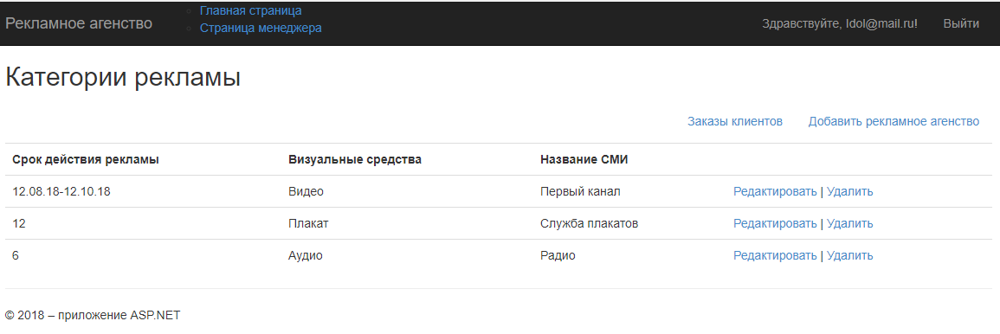 Рекламное агенство
Главная страница
Страница менеджера
Здравствуйте, Idol@mail.ru! Выйти
Категории рекламы
Заказы клиентов Добавить рекламное агенство
Срок действия рекламы Визуальные средства Название СМИ
12.08.18-12.10.18 Видео Первый канал Редактировать | Удалить
12 Плакат Служба плакатов Редактировать | Удалить
6 Аудио Радио Редактировать | Удалить
© 2018 – приложение ASP.NET